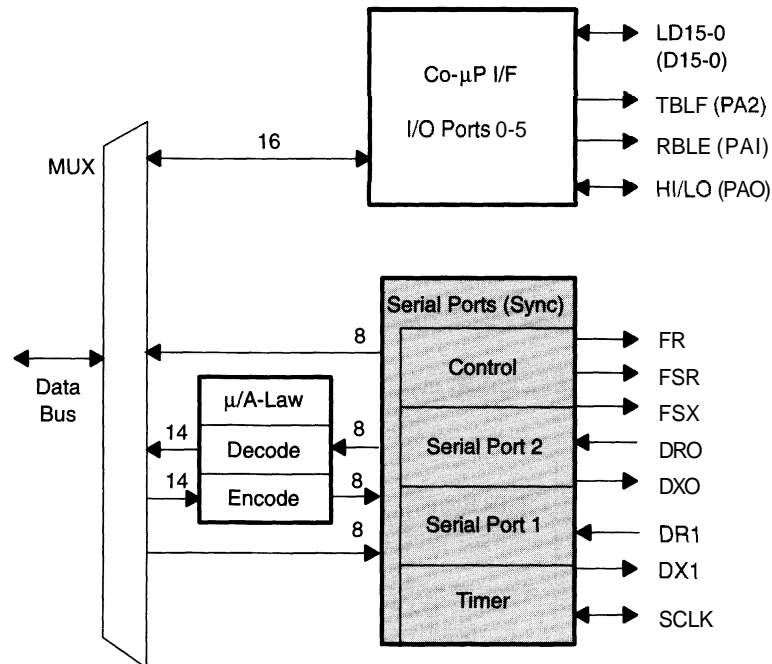 LD15-0
(D15-0)
Co-μP I/F
TBLF (PA2)
I/O Ports 0-5
16
RBLE (PAI)
MUX
HI/LO (PAO)
Serial Ports (Sync)
8
FR
Control
FSR
Data
Bus
μ/A-Law
FSX
14
Decode
8
Serial Port 2
DRO
14
Encode
8
DXO
8
Serial Port 1
DR1
DX1
Timer
SCLK